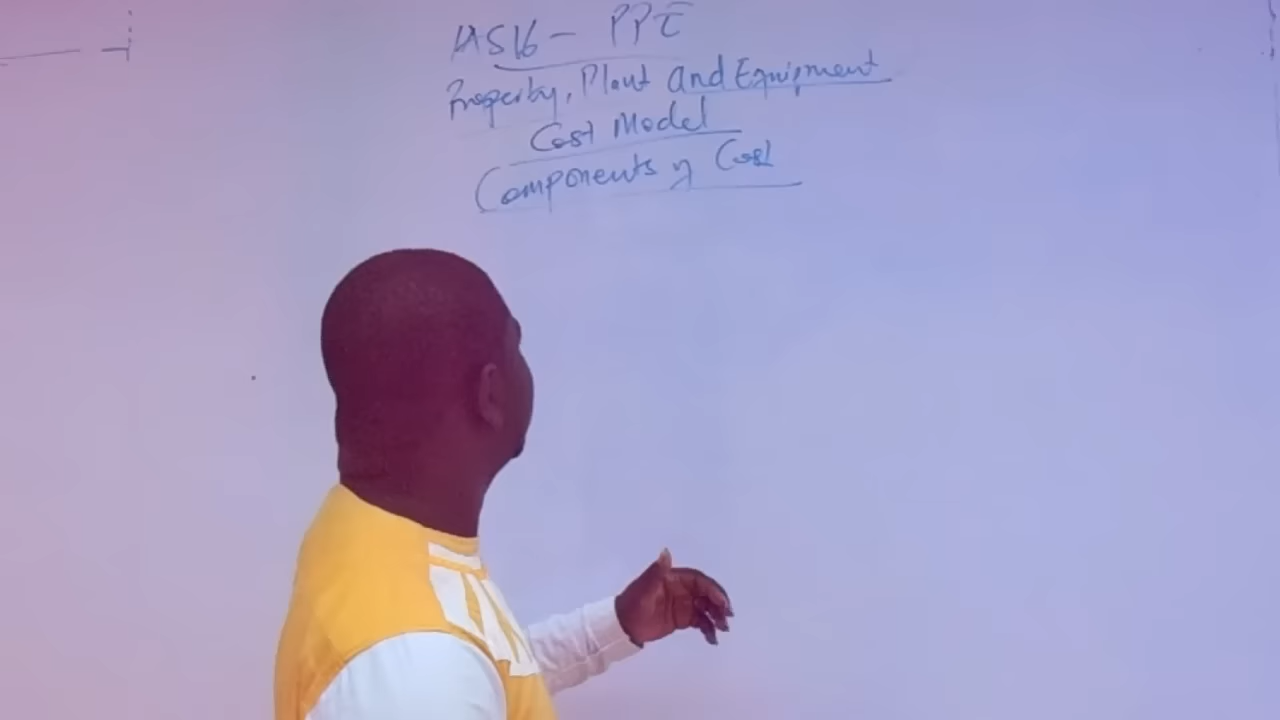 IAS16 - PPE
Property, Plant and Equipment
Cost Model
Components of Cost